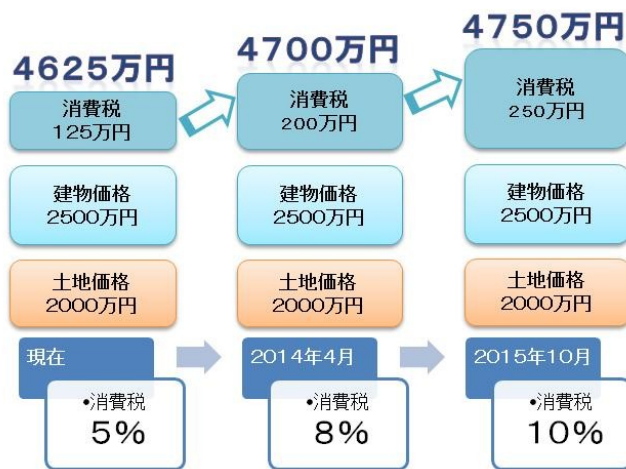 4625万円
消費税
125万円
建物価格
2500万円
土地価格
2000万円
現在
•消費税
5%
4700万円
消費税
200万円
建物価格
2500万円
土地価格
2000万円
2014年4月
•消費税
8%
4750万円
消費税
250万円
建物価格
2500万円
土地価格
2000万円
2015年10月
•消費税
10%